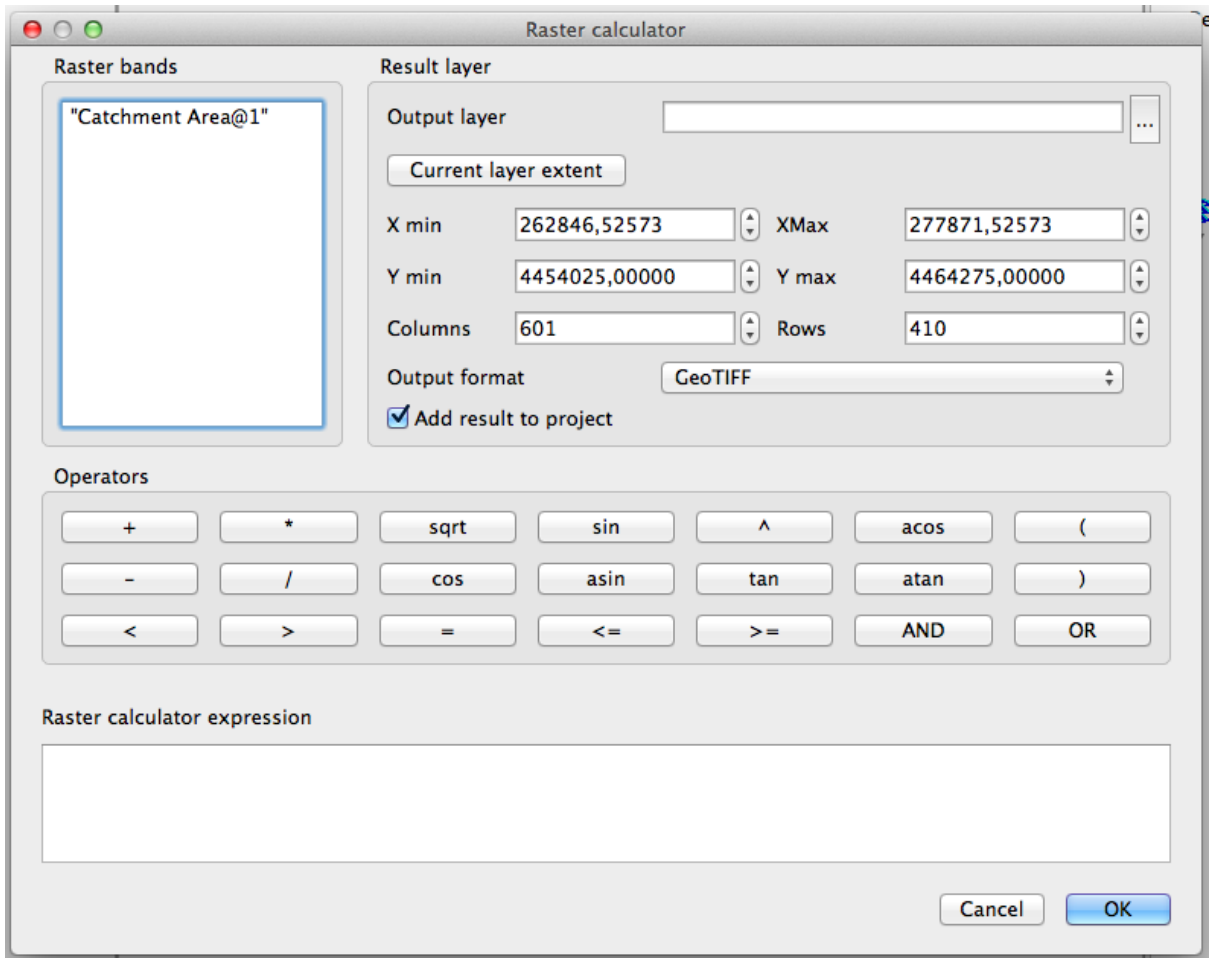 Raster calculator
Raster bands
"Catchment Area@1"
Result layer
Output layer
...
Current layer extent
X min 262846,52573 XMax 277871,52573
Y min 4454025,00000 Y max 4464275,00000
Columns 601 Rows 410
Output format GeoTIFF
Add result to project
Operators
+ * sqrt sin ^ acos (
- / cos asin tan atan )
< > = <= >= AND OR
Raster calculator expression
Cancel OK